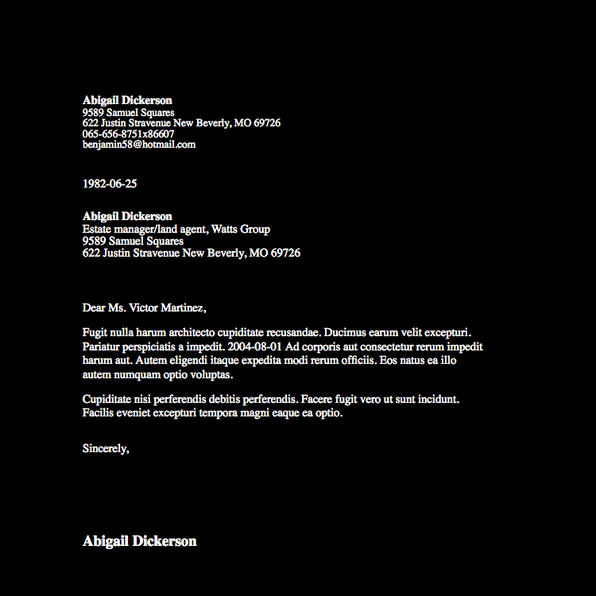 Abigail Dickerson
9589 Samuel Squares
622 Justin Stravenue New Beverly, MO 69726
065-656-8751x86607
benjamin58@hotmail.com
1982-06-25
Abigail Dickerson
Estate manager/land agent, Watts Group
9589 Samuel Squares
622 Justin Stravenue New Beverly, MO 69726
Dear Ms. Victor Martinez,
Fugit nulla harum architecto cupiditate recusandae. Ducimus earum velit excepturi.
Pariatur perspiciatis a impedit. 2004-08-01 Ad corporis aut consectetur rerum impedit
harum aut. Autem eligendi itaque expedita modi rerum officiis. Eos natus ea illo
autem numquam optio voluptas.
Cupiditate nisi perferendis debitis perferendis. Facere fugit vero ut sunt incidunt.
Facilis eveniet excepturi tempora magni eaque ea optio.
Sincerely,
Abigail Dickerson